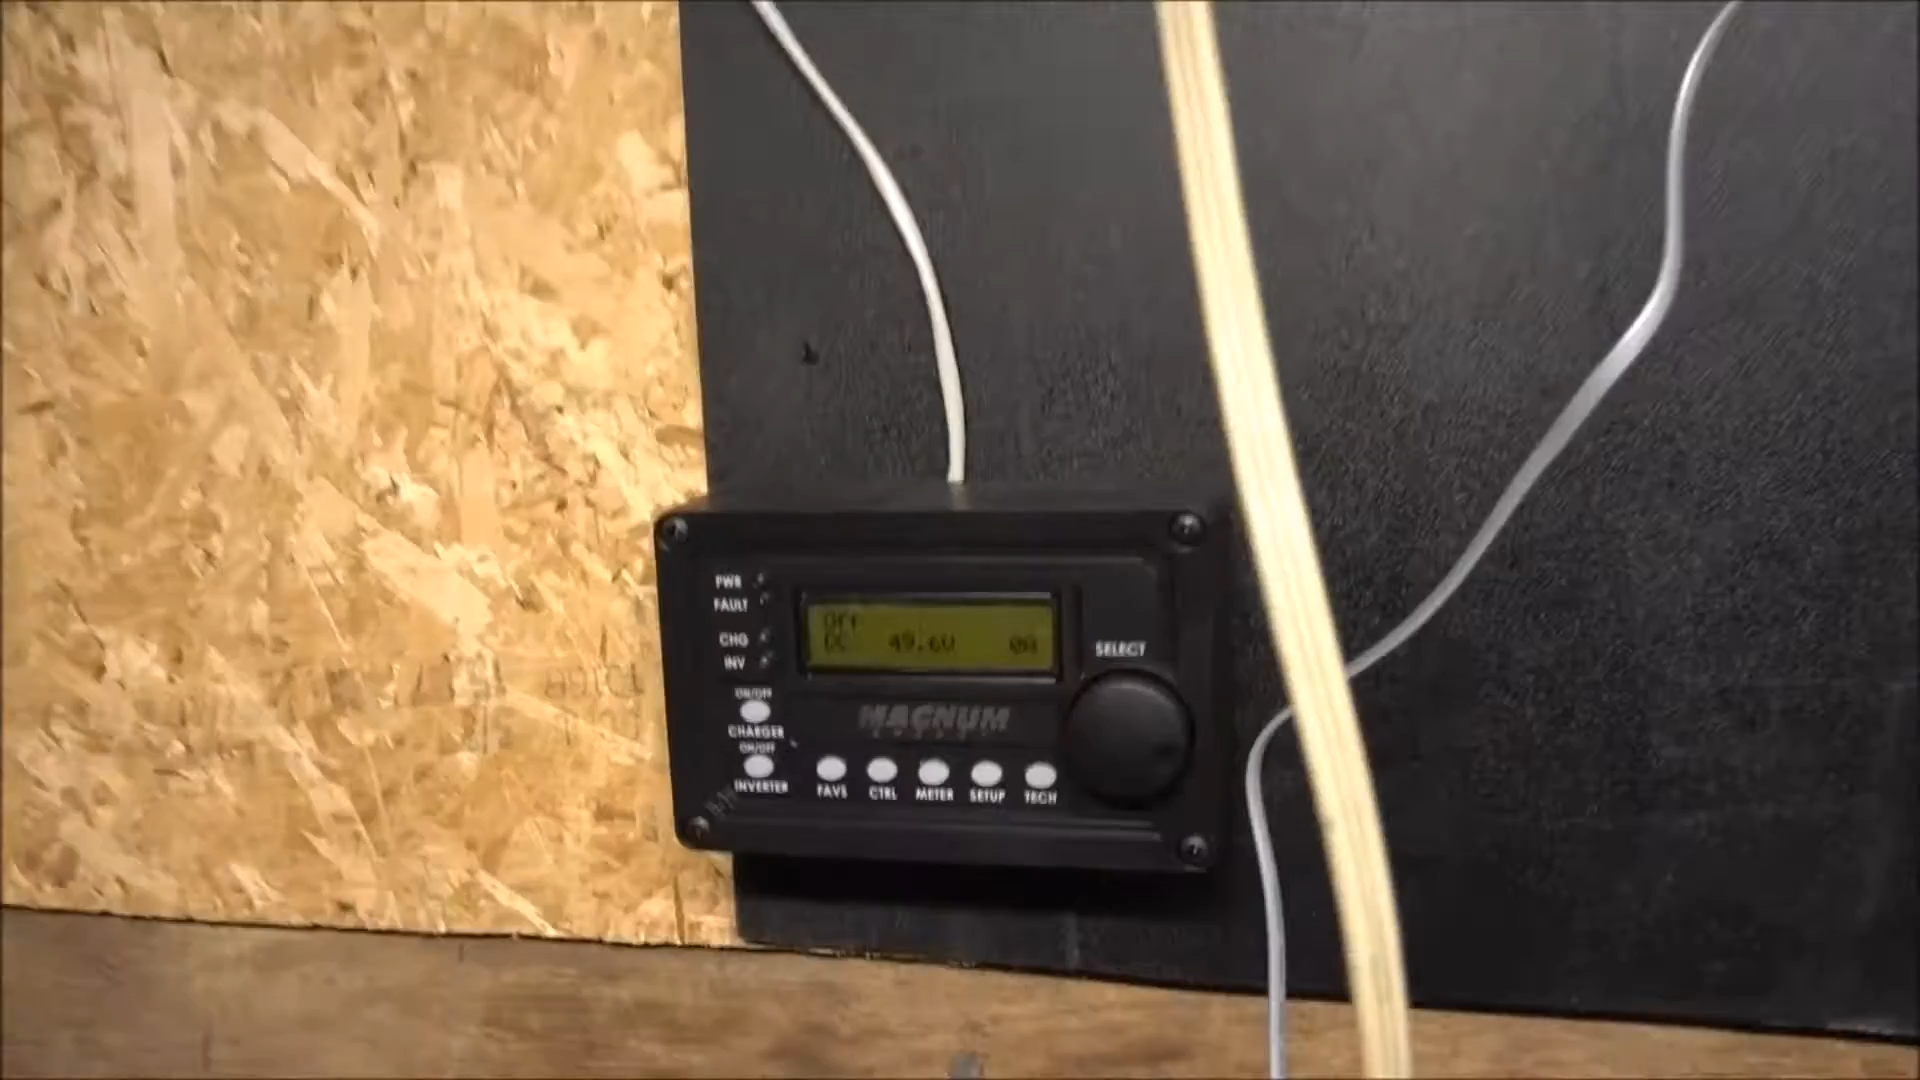 PWR
FAULT
CHG
INV
ON/OFF
CHARGER
ON/OFF
INVERTER
Off
DC 49.6V 0A
SELECT
MAGNUM
FAVS CTRL METER SETUP TECH